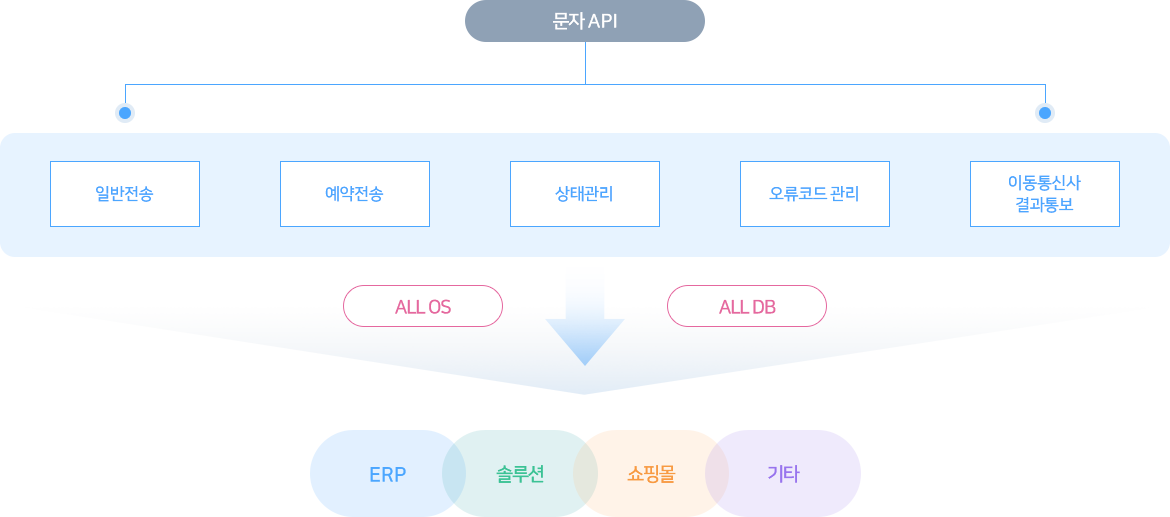 문자 API
일반전송
예약전송
상태관리
오류코드 관리
이동통신사
결과통보
ALL OS
ALL DB
ERP
솔루션
쇼핑몰
기타